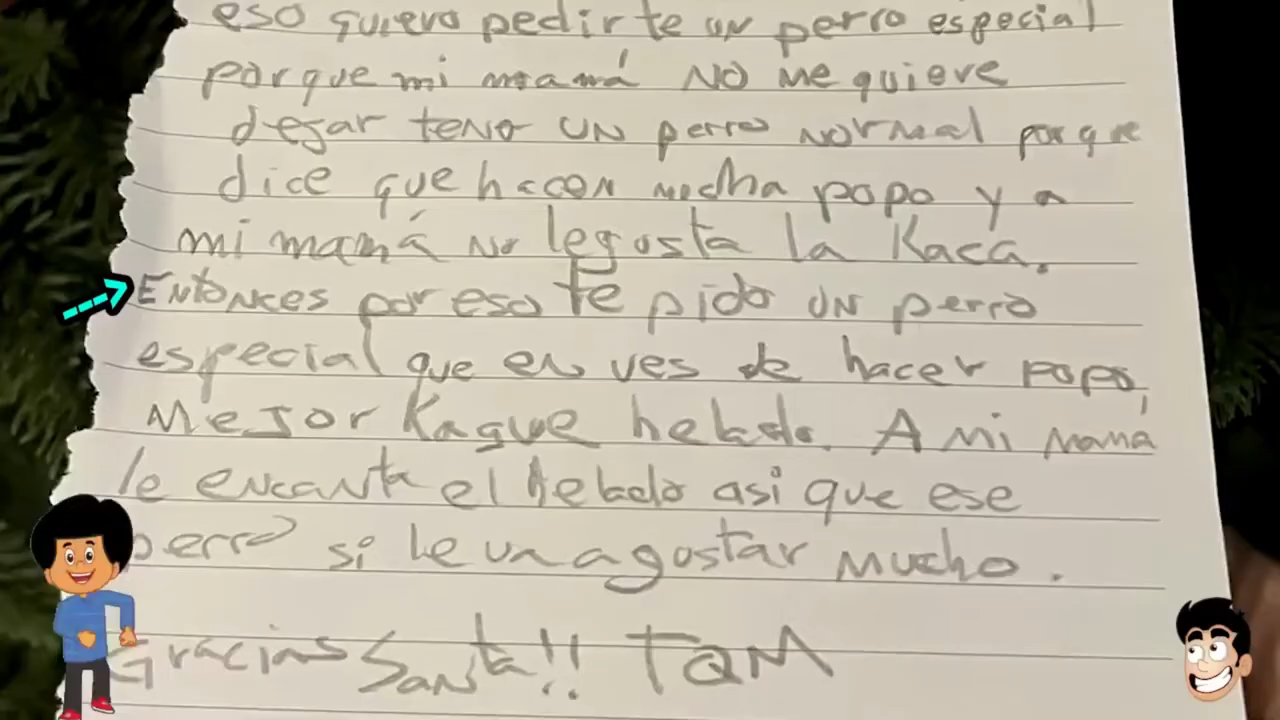 eso quiero pedirte un perro especial
porque mi mamá NO me quieve
dejar tener UN perro normal porque
dice que hacen mucha popo y a
mi mamá No le gusta la Kaca.
Entonces por eso te pido UN perro
especial que en ves de hacer popo,
Mejor Kague helado. A mi mamá
le encanta el helado asi que ese
perro si le va a gostar mucho.
Gracias Santa!! TQM